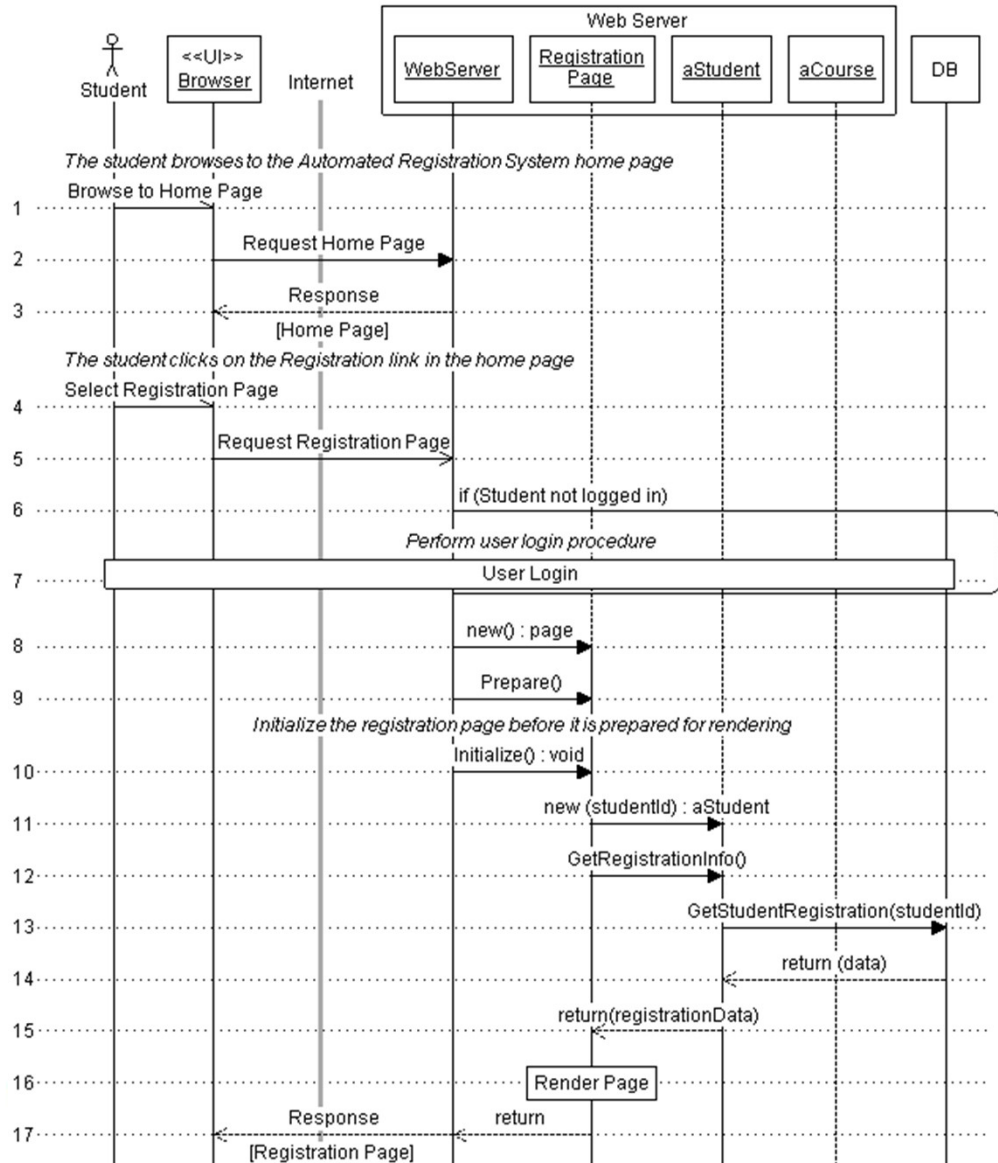 Web Server
Student
<<UI>>
Browser
Internet
WebServer
Registration
Page
aStudent
aCourse
DB
The student browses to the Automated Registration System home page
Browse to Home Page
1
Request Home Page
2
Response
3
[Home Page]
The student clicks on the Registration link in the home page
Select Registration Page
4
Request Registration Page
5
if (Student not logged in)
6
Perform user login procedure
User Login
7
new() : page
8
Prepare()
9
Initialize the registration page before it is prepared for rendering
Initialize() : void
10
new (studentId) : aStudent
11
GetRegistrationInfo()
12
GetStudentRegistration(studentId)
13
return (data)
14
return(registrationData)
15
Render Page
16
Response
return
17
[Registration Page]